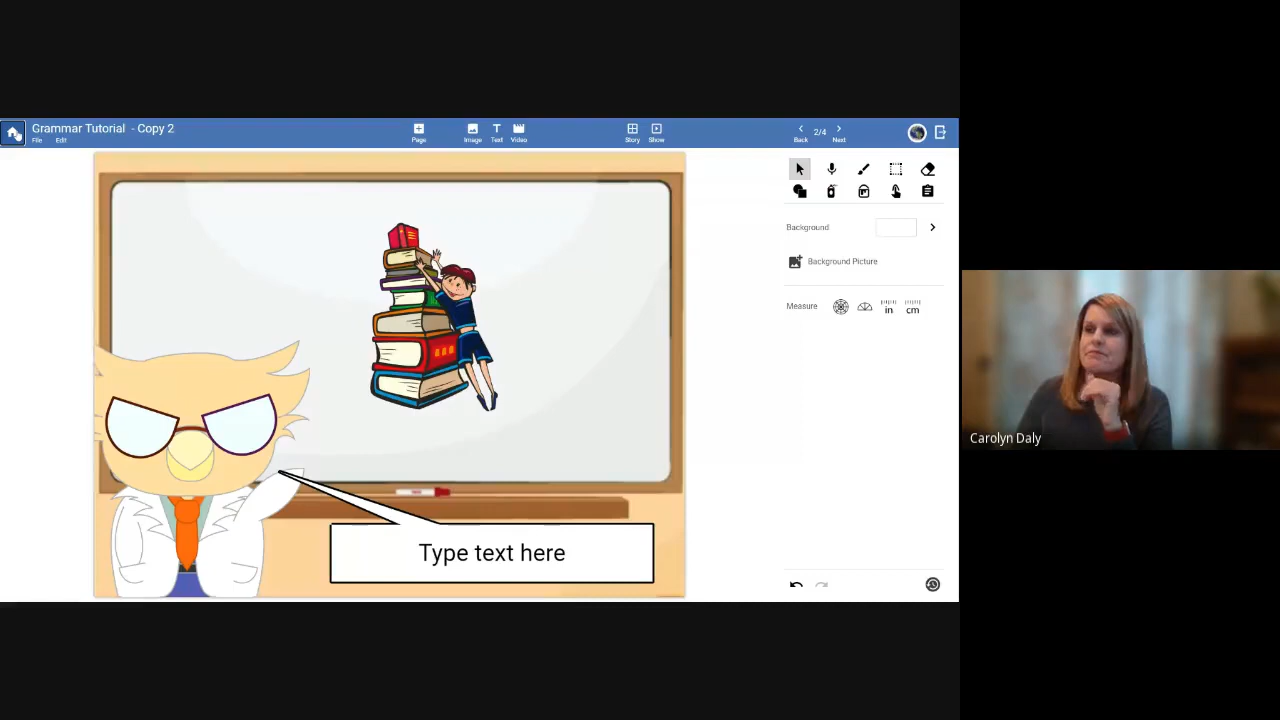 Grammar Tutorial - Copy 2
File Edit
Page
Image Text Video
Story Show
Back 2/4 Next
Background
Background Picture
Measure in cm
Type text here
Carolyn Daly